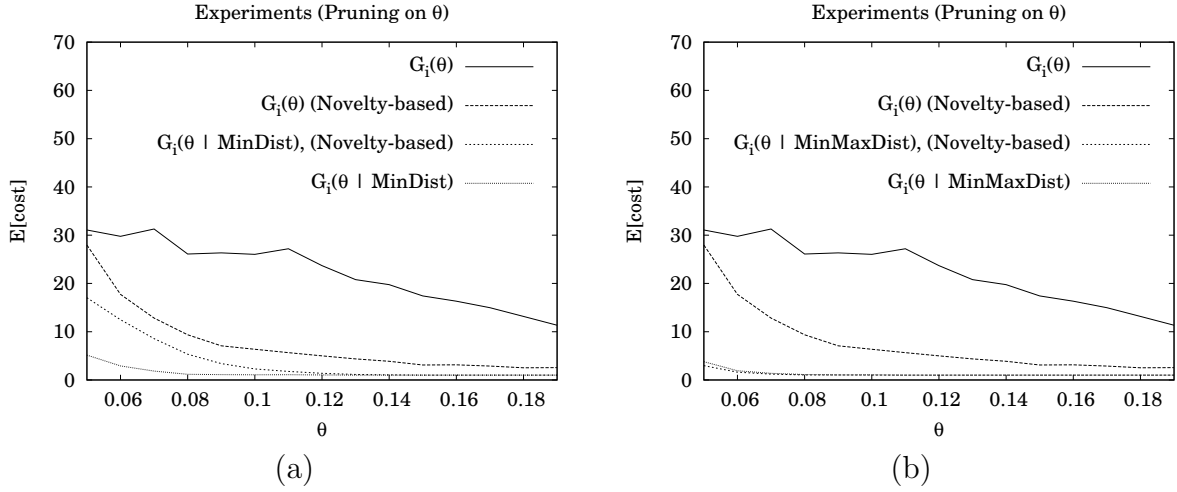 Experiments (Pruning on θ)
70
60
50
40
30
20
10
0
E[cost]
G_i(θ)
G_i(θ) (Novelty-based)
G_i(θ | MinDist), (Novelty-based)
G_i(θ | MinDist)
0.06 0.08 0.1 0.12 0.14 0.16 0.18
θ
(a)
Experiments (Pruning on θ)
70
60
50
40
30
20
10
0
E[cost]
G_i(θ)
G_i(θ) (Novelty-based)
G_i(θ | MinMaxDist), (Novelty-based)
G_i(θ | MinMaxDist)
0.06 0.08 0.1 0.12 0.14 0.16 0.18
θ
(b)